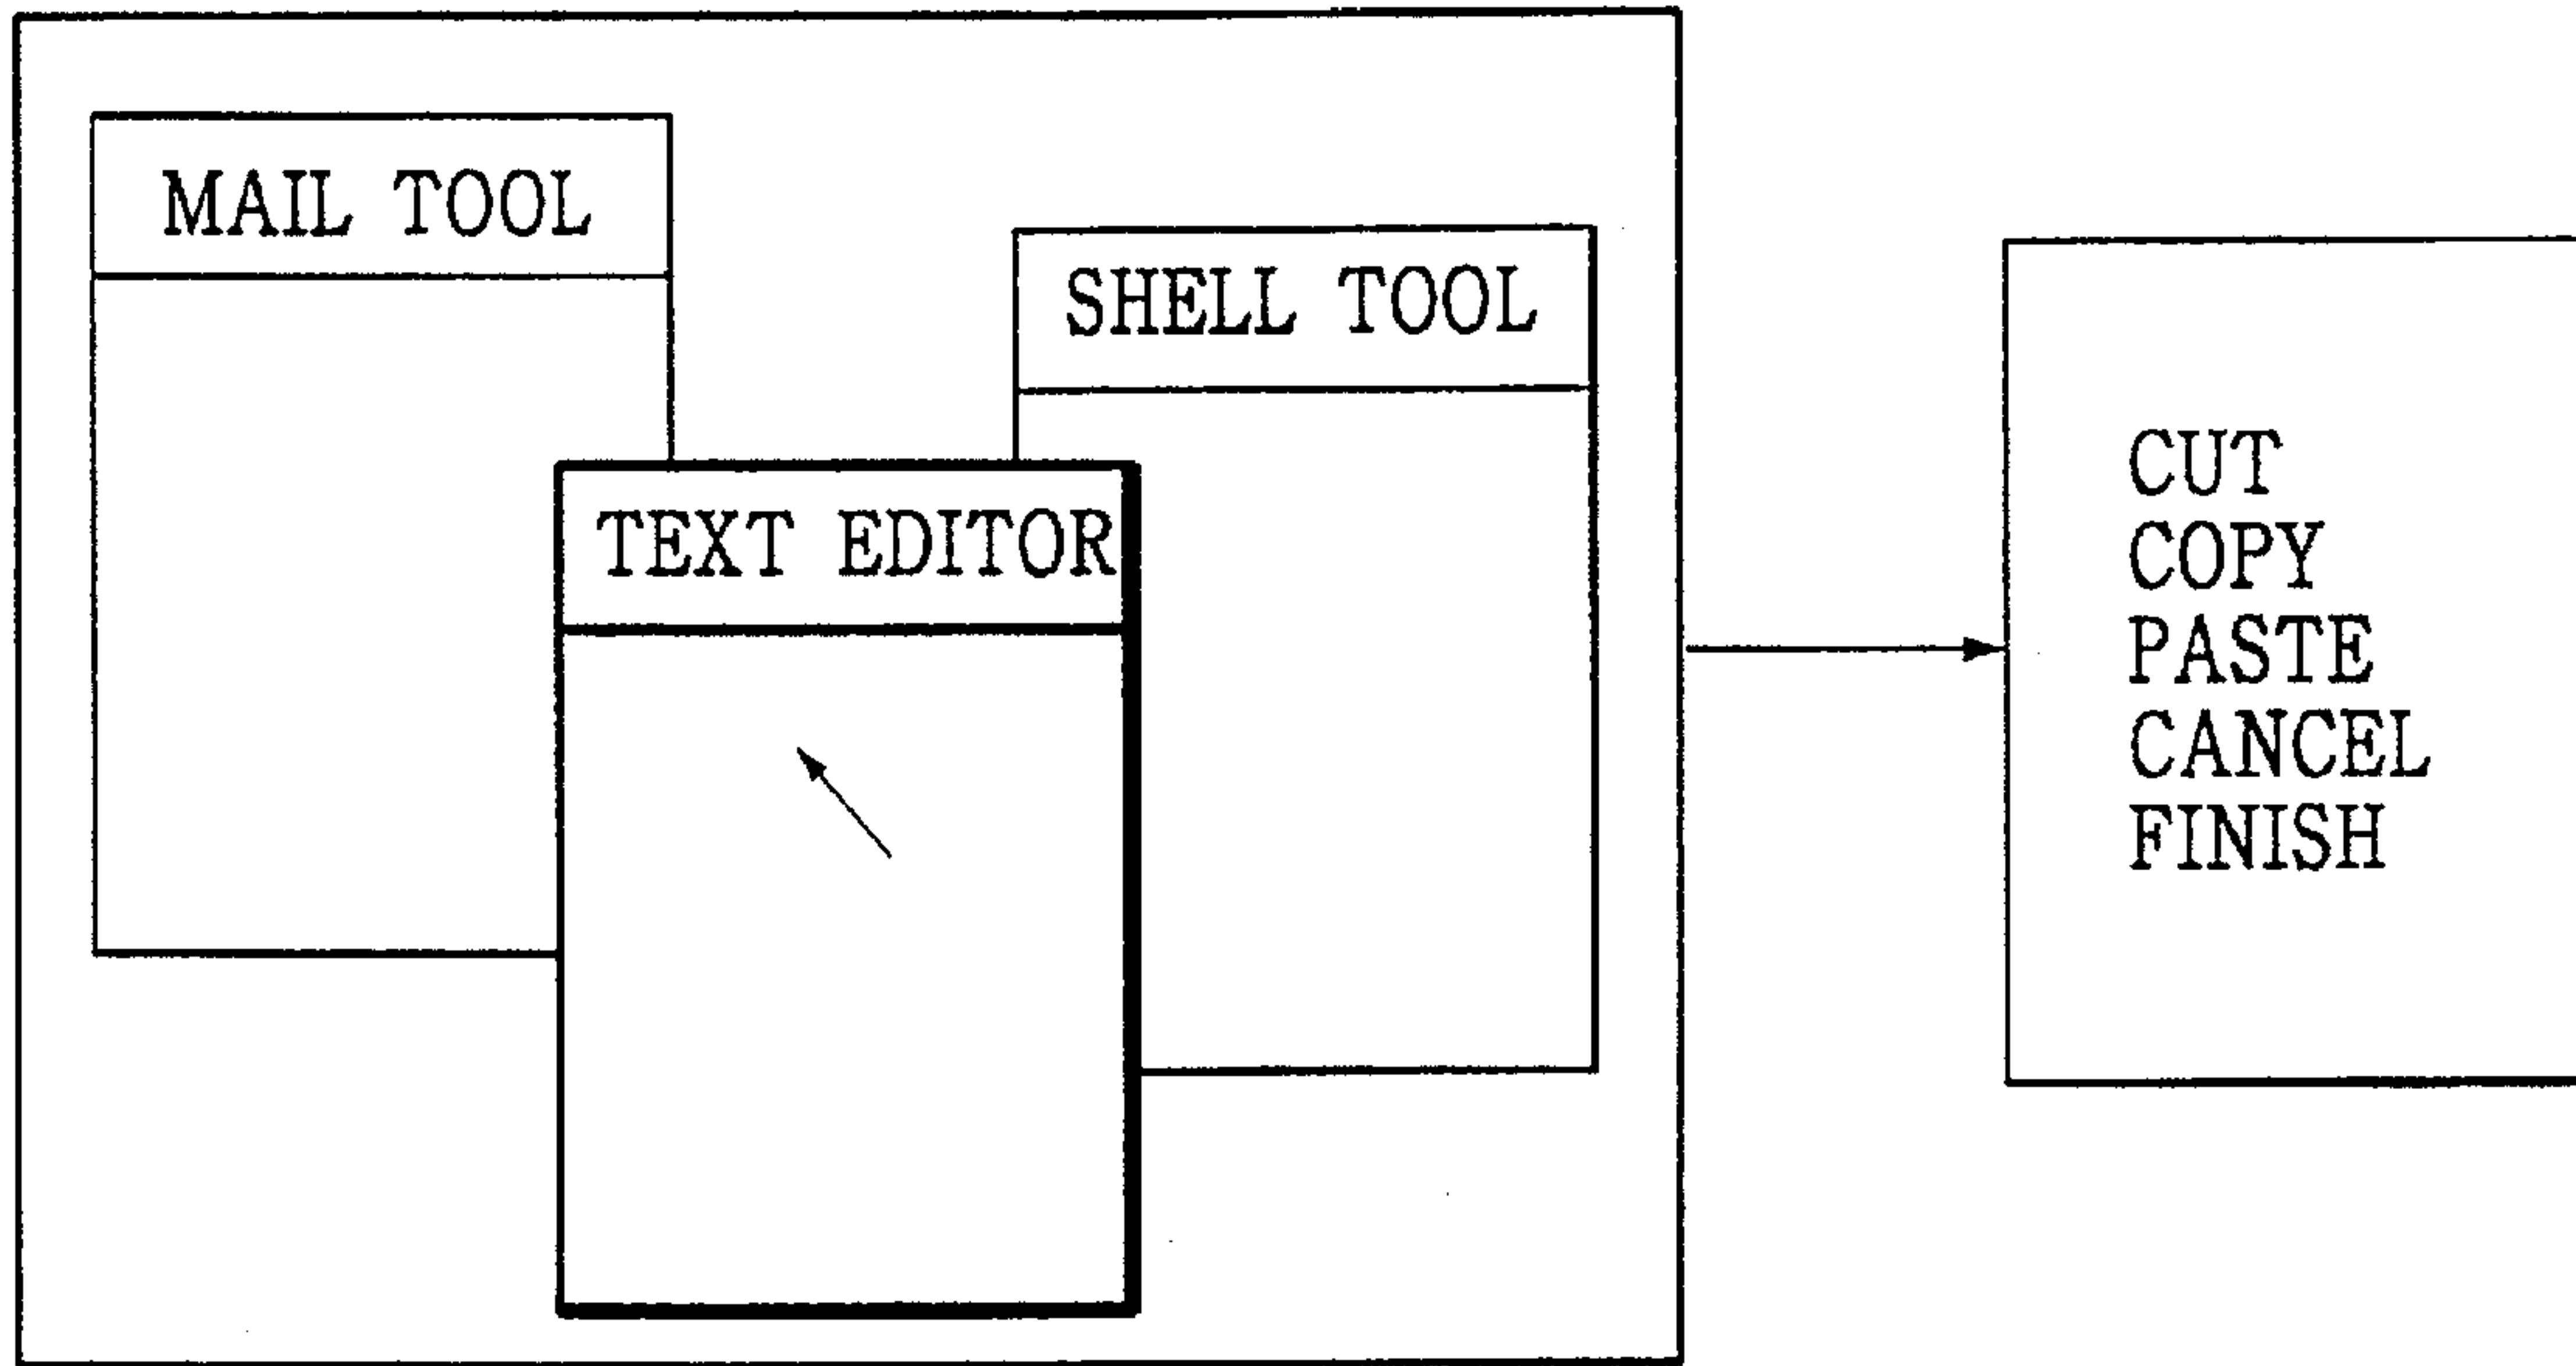 MAIL TOOL
SHELL TOOL
TEXT EDITOR
CUT
COPY
PASTE
CANCEL
FINISH